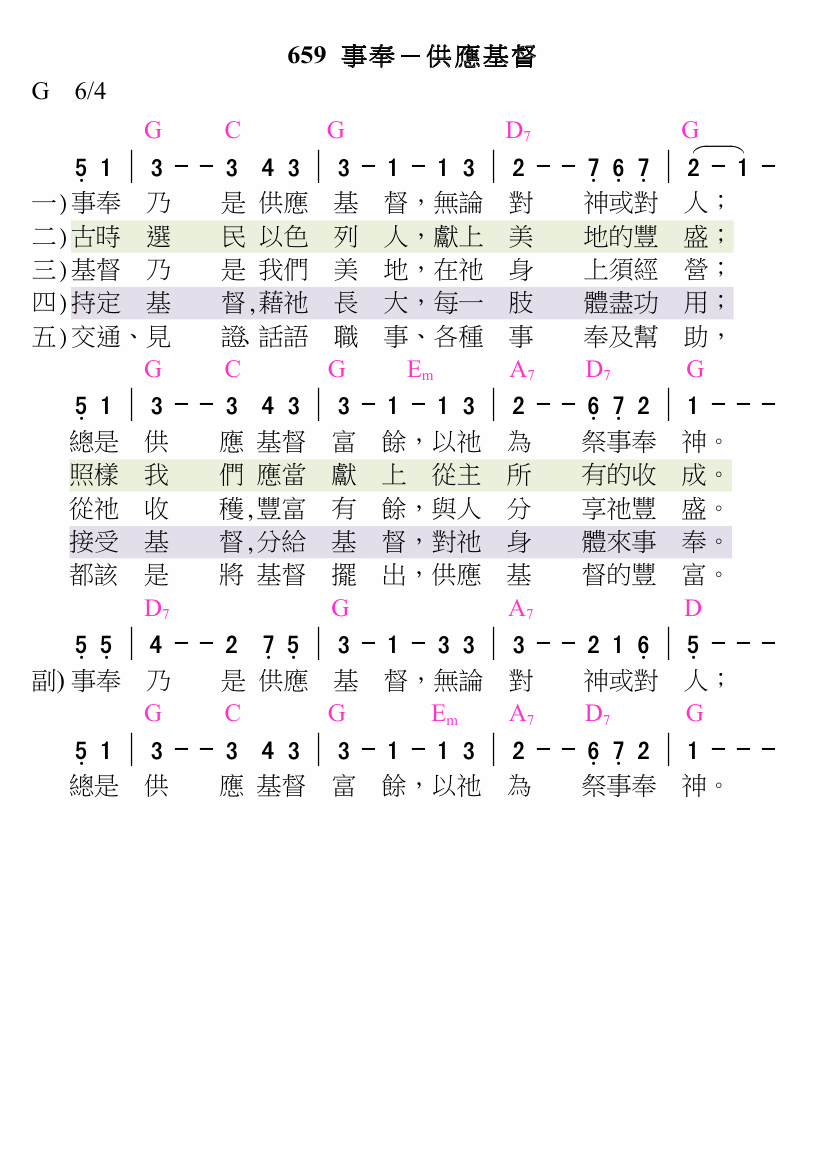 659 事奉－供應基督
G 6/4
G C G D7 G
5̣ 1 | 3 - - 3 4 3 | 3 - 1 - 1 3 | 2 - - 7̣ 6̣ 7̣ | 2 - 1 -
一)事奉 乃 是 供應 基 督，無論 對 神或對 人；
二)古時 選 民 以色 列 人，獻上 美 地的豐 盛；
三)基督 乃 是 我們 美 地，在祂 身 上須經 營；
四)持定 基 督,藉祂 長 大，每一 肢 體盡功 用；
五)交通、見 證、話語 職 事、各種 事 奉及幫 助，
G C G Em A7 D7 G
5̣ 1 | 3 - - 3 4 3 | 3 - 1 - 1 3 | 2 - - 6̣ 7̣ 2 | 1 - - -
總是 供 應 基督 富 餘，以祂 為 祭事奉 神。
照樣 我 們 應當 獻 上 從主 所 有的收 成。
從祂 收 穫,豐富 有 餘，與人 分 享祂豐 盛。
接受 基 督,分給 基 督，對祂 身 體來事 奉。
都該 是 將 基督 擺 出，供應 基 督的豐 富。
D7 G A7 D
5̣ 5̣ | 4 - - 2 7̣ 5̣ | 3 - 1 - 3 3 | 3 - - 2 1 6̣ | 5̣ - - -
副)事奉 乃 是 供應 基 督，無論 對 神或對 人；
G C G Em A7 D7 G
5̣ 1 | 3 - - 3 4 3 | 3 - 1 - 1 3 | 2 - - 6̣ 7̣ 2 | 1 - - -
總是 供 應 基督 富 餘，以祂 為 祭事奉 神。